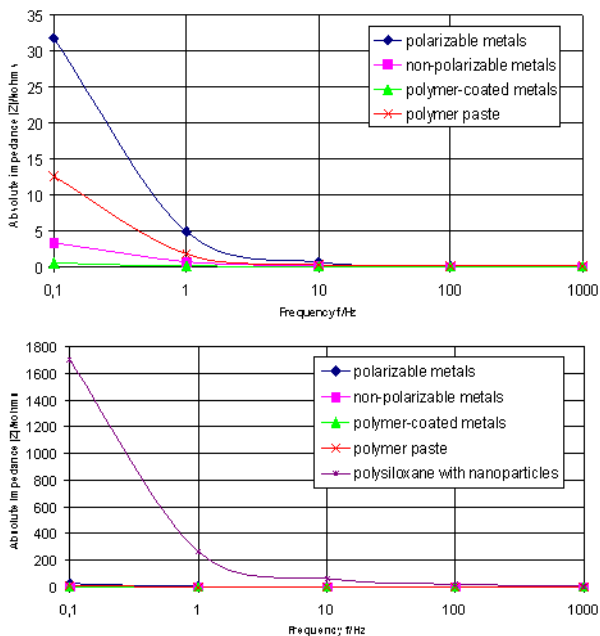 35
30
25
20
15
10
5
0
Absolute impedance |Z|/kohms
polarizable metals
non-polarizable metals
polymer-coated metals
polymer paste
0,1 1 10 100 1000
Frequency f/Hz
1800
1600
1400
1200
1000
800
600
400
200
0
Absolute impedance |Z|/kohms
polarizable metals
non-polarizable metals
polymer-coated metals
polymer paste
polysiloxane with nanoparticles
0,1 1 10 100 1000
Frequency f/Hz